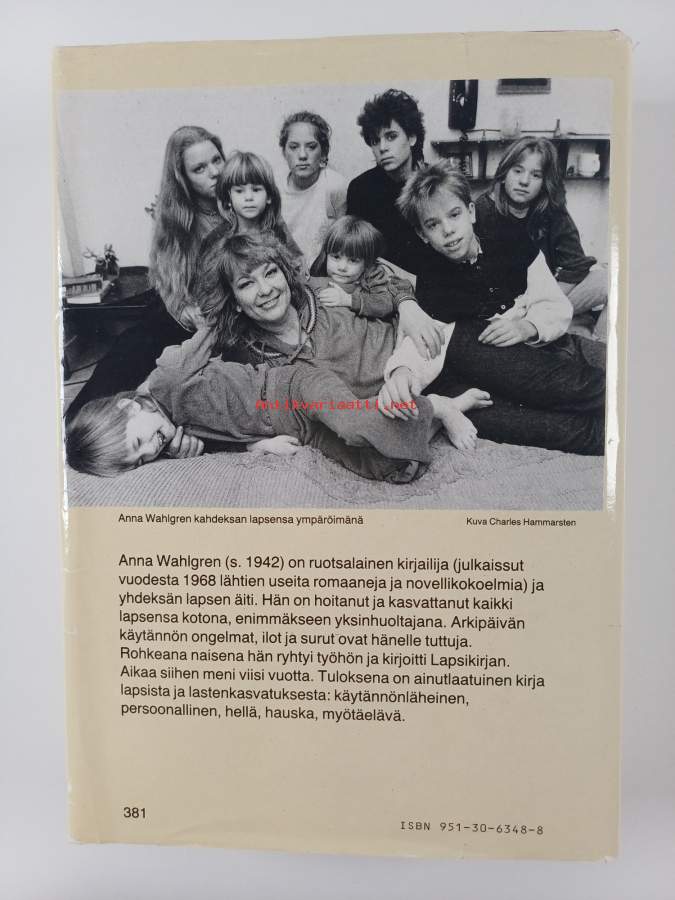 Antikvariaatti.net
Anna Wahlgren kahdeksan lapsensa ympäröimänä
Kuva Charles Hammarsten
Anna Wahlgren (s. 1942) on ruotsalainen kirjailija (julkaissut
vuodesta 1968 lähtien useita romaaneja ja novellikokoelmia) ja
yhdeksän lapsen äiti. Hän on hoitanut ja kasvattanut kaikki
lapsensa kotona, enimmäkseen yksinhuoltajana. Arkipäivän
käytännön ongelmat, ilot ja surut ovat hänelle tuttuja.
Rohkeana naisena hän ryhtyi työhön ja kirjoitti Lapsikirjan.
Aikaa siihen meni viisi vuotta. Tuloksena on ainutlaatuinen kirja
lapsista ja lastenkasvatuksesta: käytännönläheinen,
persoonallinen, hellä, hauska, myötäelävä.
381
ISBN 951-30-6348-8